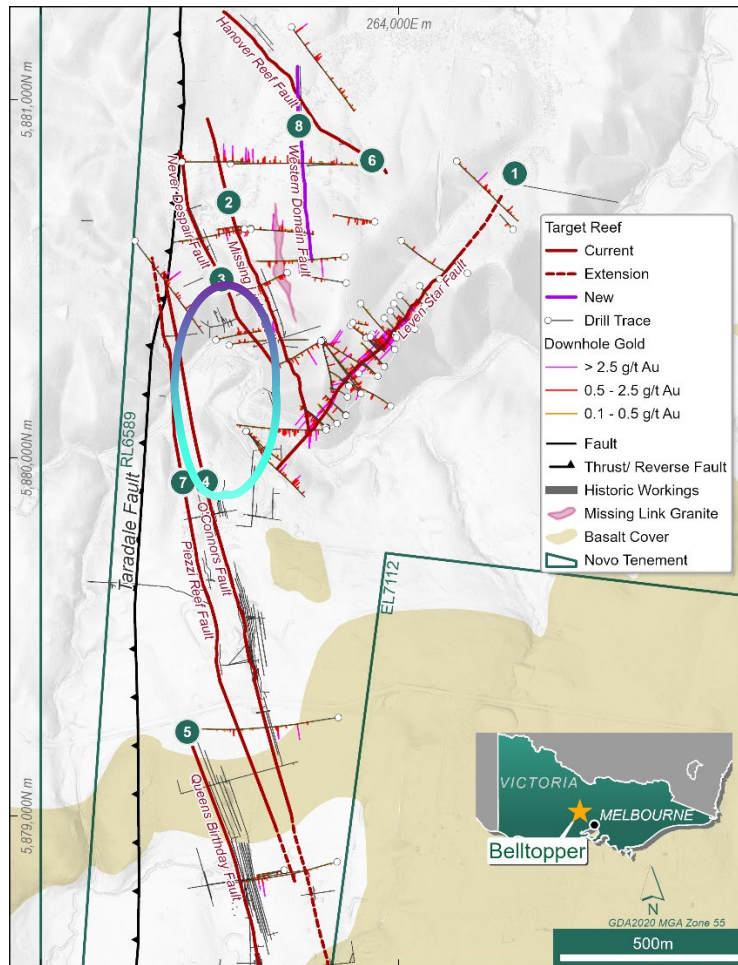 264,000E m
5,881,000N m
5,880,000N m
5,879,000N m
Hanover Reef Fault
8
6
1
Western Domain Fault
Never Despair Fault
2
Missing
3
Leven Star Fault
Taradale Fault
RL6589
7
4
O'Connors Fault
Piezzi Reef Fault
EL7112
5
Queens Birthday Fault...
Target Reef
Current
Extension
New
Drill Trace
Downhole Gold
> 2.5 g/t Au
0.5 - 2.5 g/t Au
0.1 - 0.5 g/t Au
Fault
Thrust/ Reverse Fault
Historic Workings
Missing Link Granite
Basalt Cover
Novo Tenement
VICTORIA
MELBOURNE
Belltopper
N
GDA2020 MGA Zone 55
500m